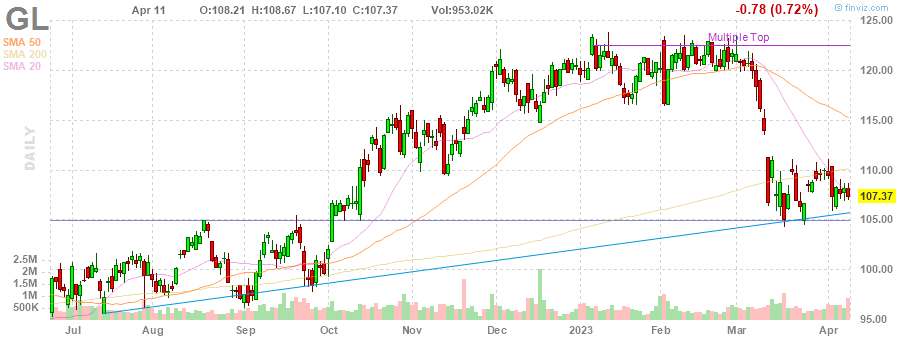 GL Apr 11 O:108.21 H:108.67 L:107.10 C:107.37 Vol:953.02K -0.78 (0.72%) © finviz.com
SMA 50
SMA 200
SMA 20
DAILY
Multiple Top
125.00
120.00
115.00
110.00
107.37
105.00
100.00
95.00
2.5M
2M
1.5M
1M
500K
Jul Aug Sep Oct Nov Dec 2023 Feb Mar Apr